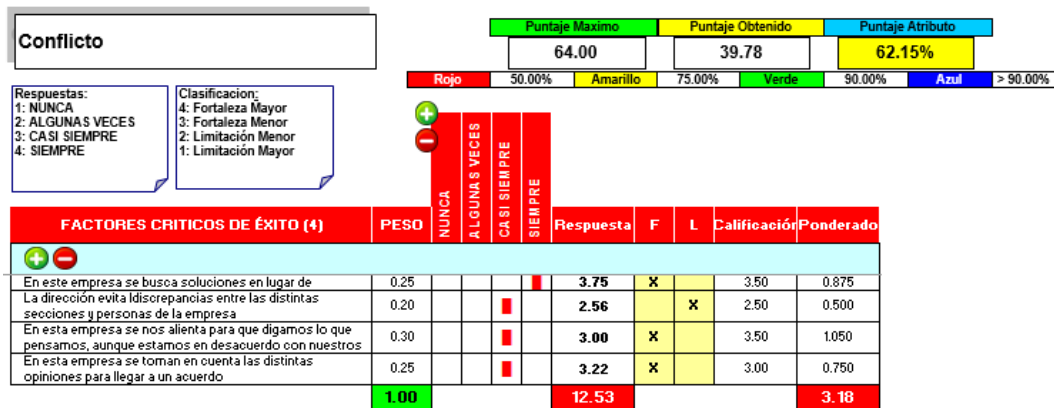 Conflicto
Puntaje Maximo Puntaje Obtenido Puntaje Atributo
64.00 39.78 62.15%
Rojo 50.00% Amarillo 75.00% Verde 90.00% Azul > 90.00%
Respuestas:
1: NUNCA
2: ALGUNAS VECES
3: CASI SIEMPRE
4: SIEMPRE
Clasificacion:
4: Fortaleza Mayor
3: Fortaleza Menor
2: Limitación Menor
1: Limitación Mayor
FACTORES CRITICOS DE ÉXITO (4) PESO NUNCA ALGUNAS VECES CASI SIEMPRE SIEMPRE Respuesta F L Calificación Ponderado
En este empresa se busca soluciones en lugar de 0.25 3.75 X 3.50 0.875
La dirección evita ldiscrepancias entre las distintas
secciones y personas de la empresa 0.20 2.56 X 2.50 0.500
En esta empresa se nos alienta para que digamos lo que
pensamos, aunque estamos en desacuerdo con nuestros 0.30 3.00 X 3.50 1.050
En esta empresa se toman en cuenta las distintas
opiniones para llegar a un acuerdo 0.25 3.22 X 3.00 0.750
1.00 12.53 3.18